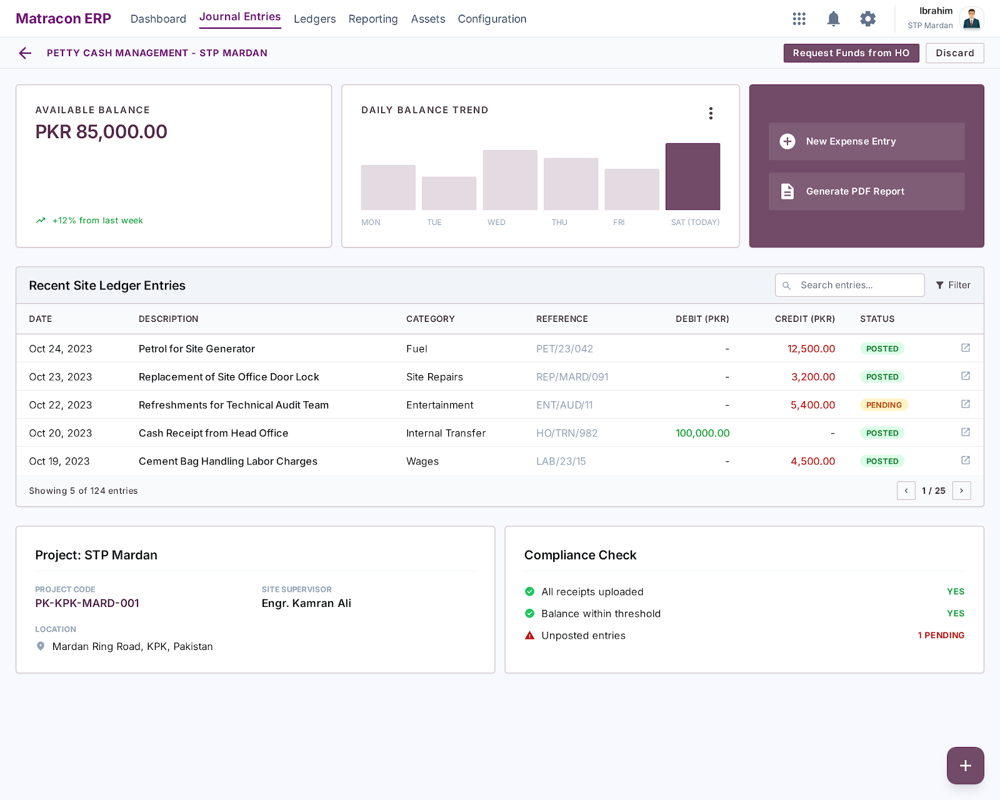 Matracon ERP Dashboard Journal Entries Ledgers Reporting Assets Configuration
Ibrahim
STP Mardan
PETTY CASH MANAGEMENT - STP MARDAN Request Funds from HO Discard
AVAILABLE BALANCE
PKR 85,000.00
+12% from last week
DAILY BALANCE TREND
MON TUE WED THU FRI SAT (TODAY)
New Expense Entry
Generate PDF Report
Recent Site Ledger Entries Search entries... Filter
DATE DESCRIPTION CATEGORY REFERENCE DEBIT (PKR) CREDIT (PKR) STATUS
Oct 24, 2023 Petrol for Site Generator Fuel PET/23/042 - 12,500.00 POSTED
Oct 23, 2023 Replacement of Site Office Door Lock Site Repairs REP/MARD/091 - 3,200.00 POSTED
Oct 22, 2023 Refreshments for Technical Audit Team Entertainment ENT/AUD/11 - 5,400.00 PENDING
Oct 20, 2023 Cash Receipt from Head Office Internal Transfer HO/TRN/982 100,000.00 - POSTED
Oct 19, 2023 Cement Bag Handling Labor Charges Wages LAB/23/15 - 4,500.00 POSTED
Showing 5 of 124 entries 1 / 25
Project: STP Mardan
PROJECT CODE SITE SUPERVISOR
PK-KPK-MARD-001 Engr. Kamran Ali
LOCATION
Mardan Ring Road, KPK, Pakistan
Compliance Check
All receipts uploaded YES
Balance within threshold YES
Unposted entries 1 PENDING